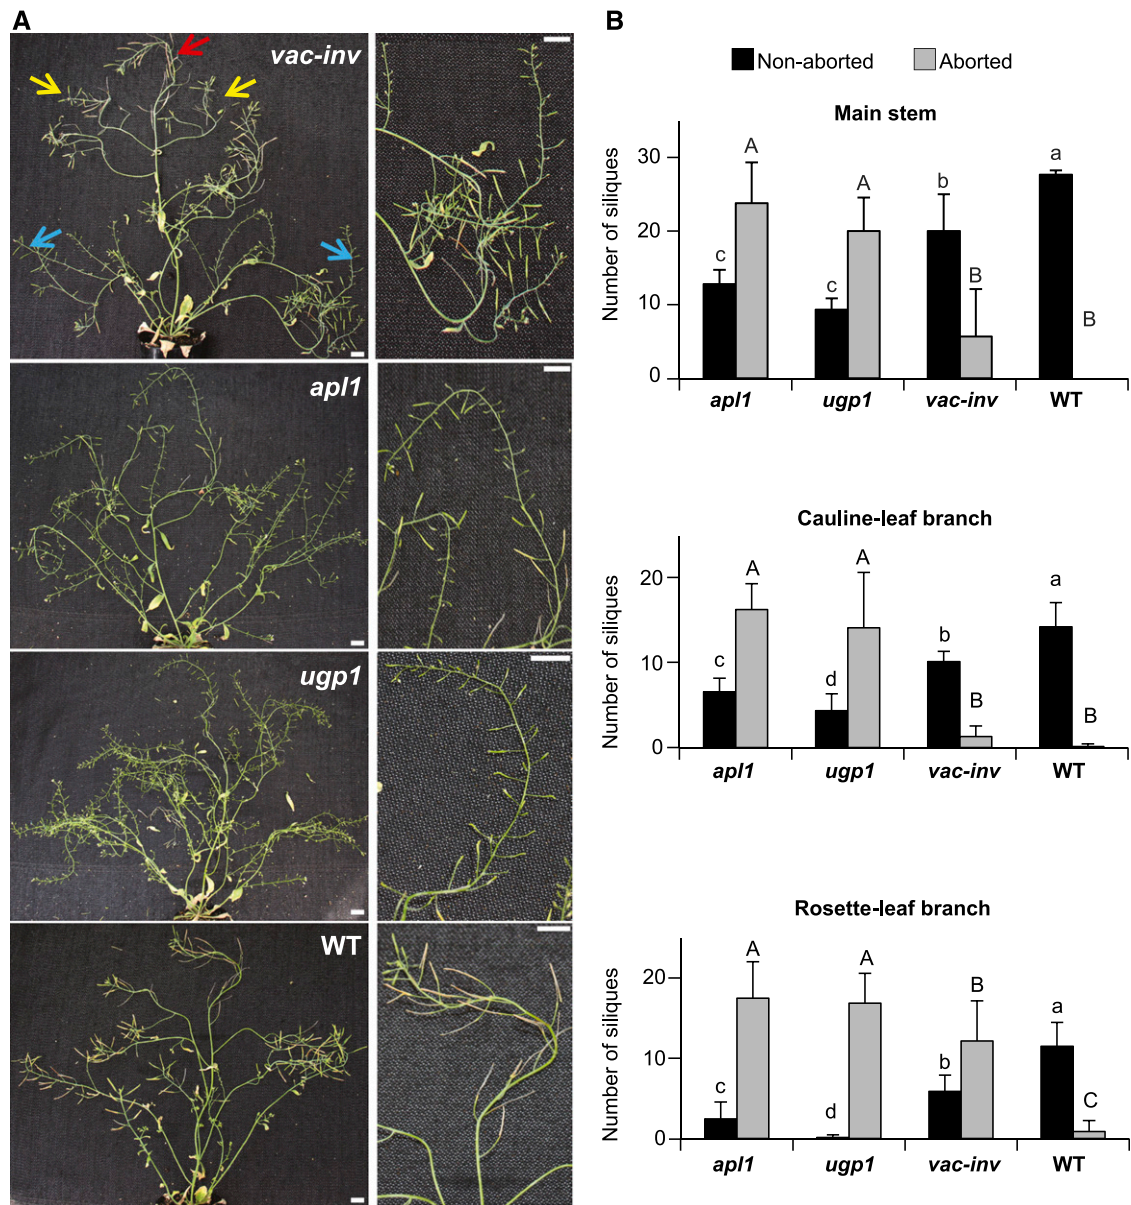 A
vac-inv
apl1
ugp1
WT
B
Non-aborted Aborted
Main stem
Number of siliques
30
20
10
0
c A c A b B a B
apl1 ugp1 vac-inv WT
Cauline-leaf branch
Number of siliques
20
10
0
c A d A b B a B
apl1 ugp1 vac-inv WT
Rosette-leaf branch
Number of siliques
20
10
0
c A d A b B a C
apl1 ugp1 vac-inv WT